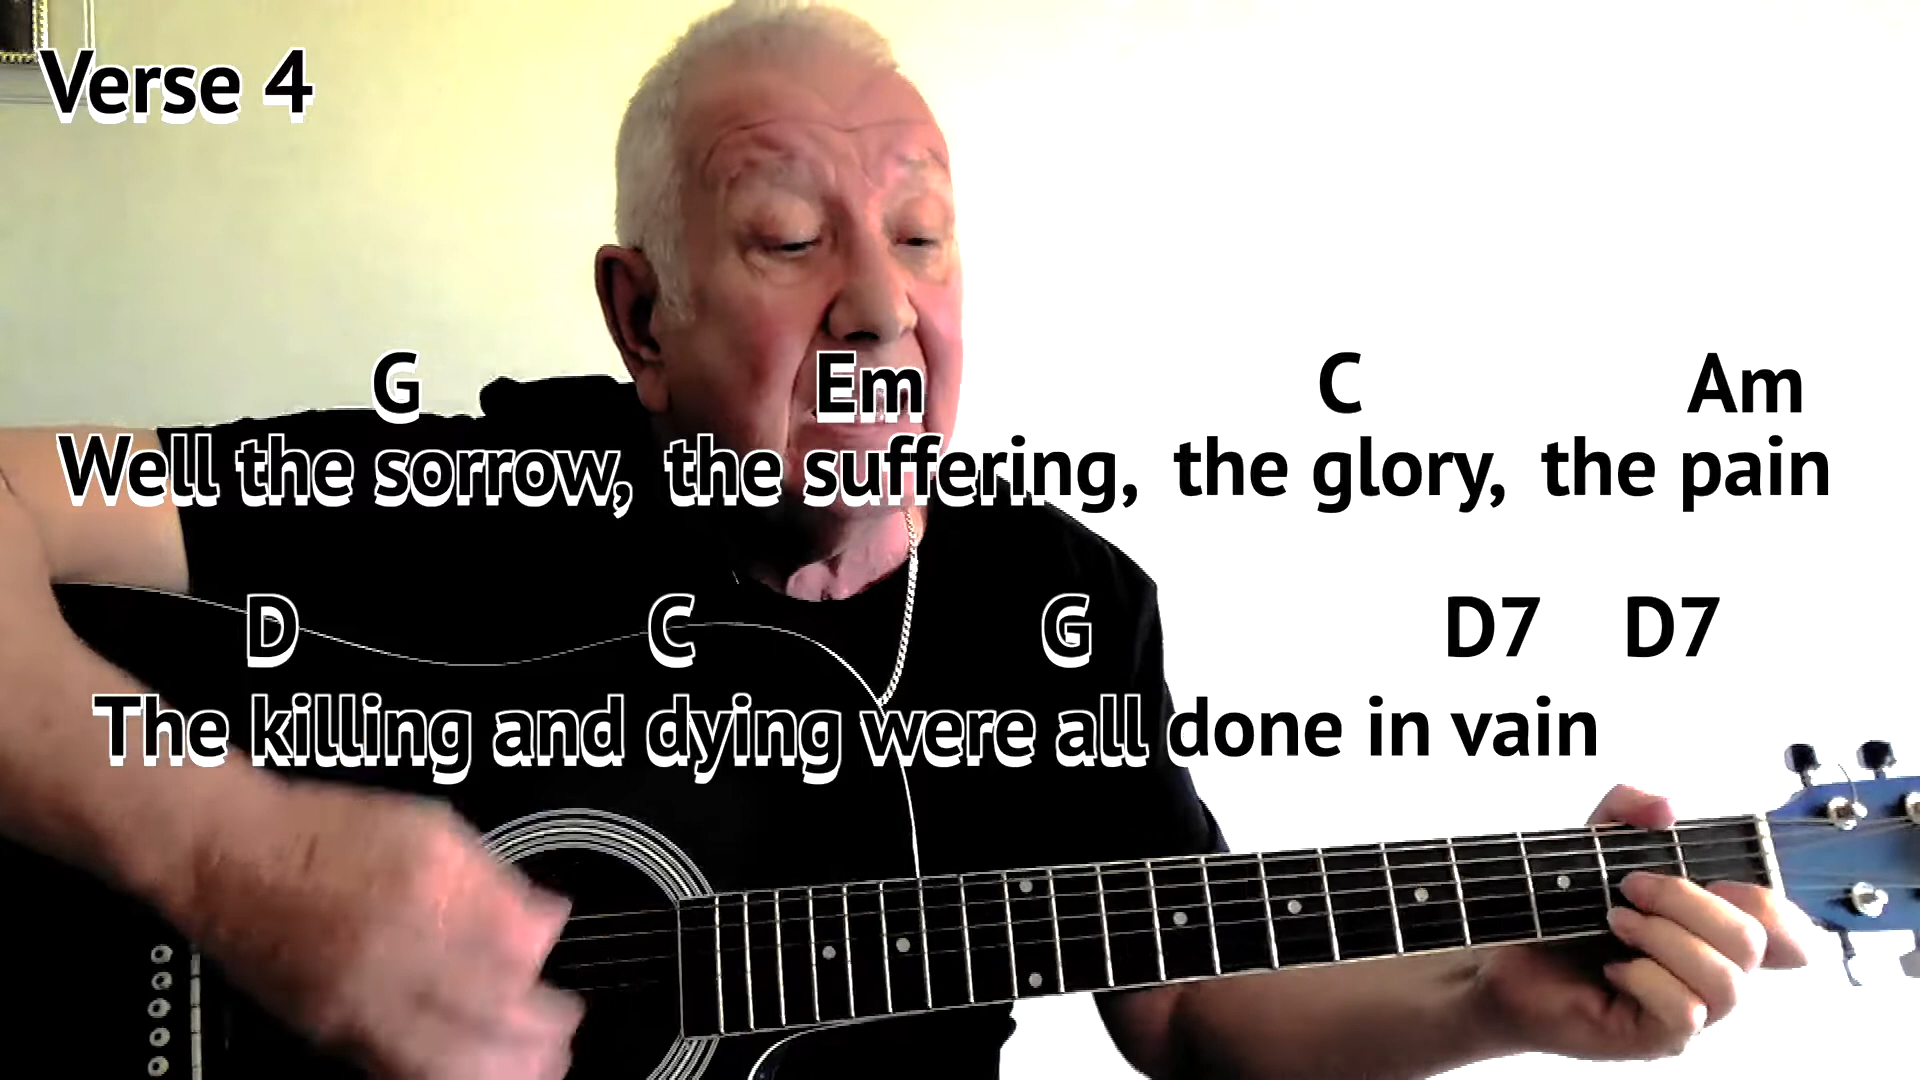 Verse 4
G Em C Am
Well the sorrow, the suffering, the glory, the pain
D C G D7 D7
The killing and dying were all done in vain